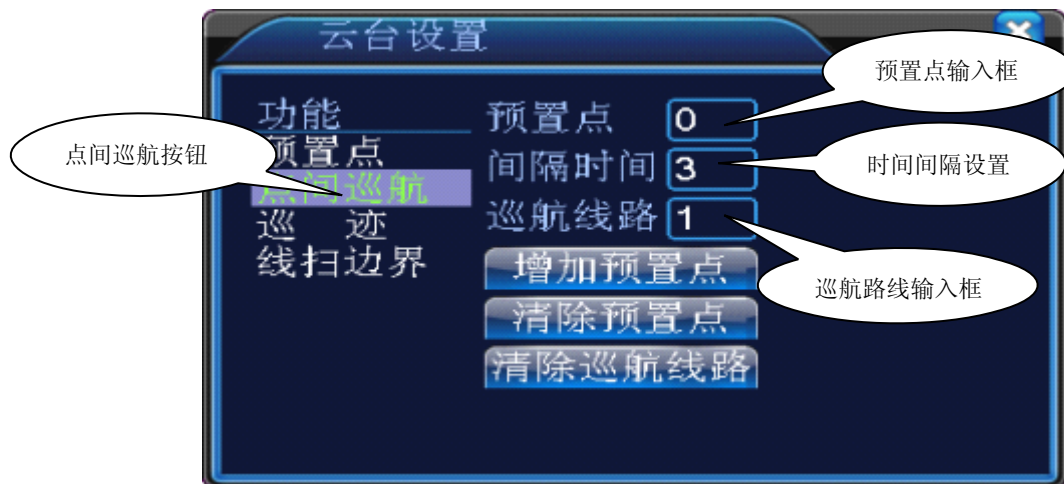 云台设置
功能
预置点
点间巡航
巡 迹
线扫边界
预置点 0
间隔时间 3
巡航线路 1
增加预置点
清除预置点
清除巡航线路
点间巡航按钮
预置点输入框
时间间隔设置
巡航路线输入框